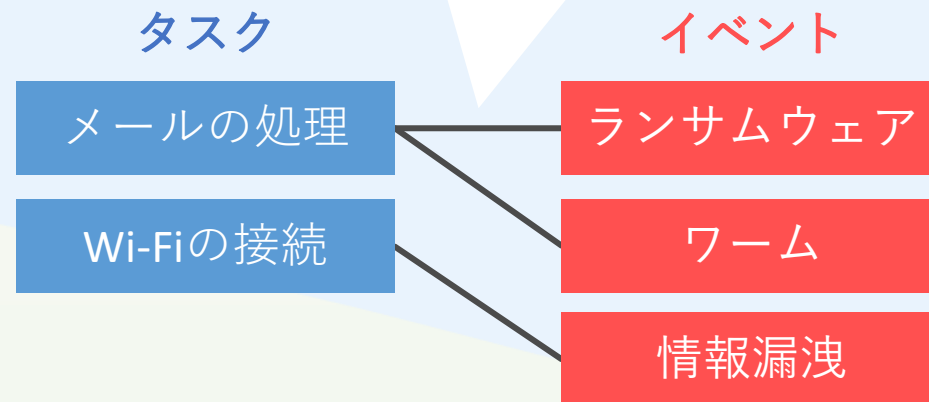 タスク
イベント
メールの処理
ランサムウェア
Wi-Fiの接続
ワーム
情報漏洩